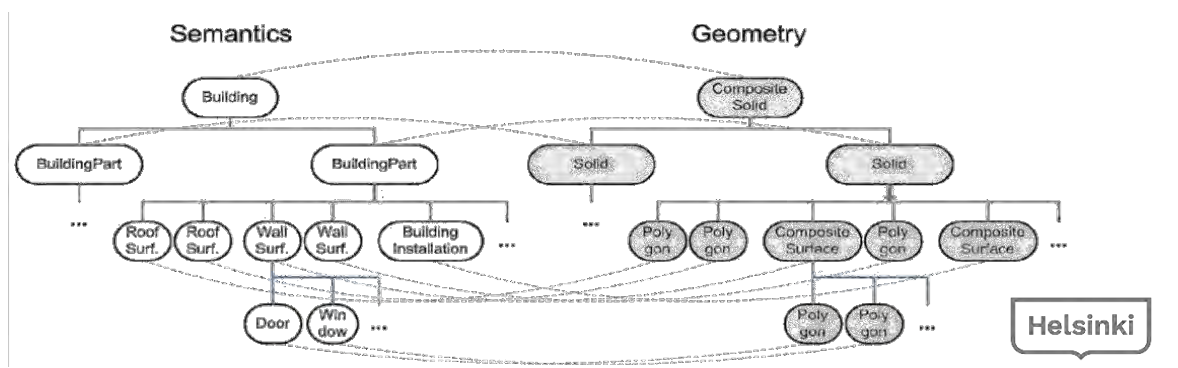 Semantics
Geometry
Building
Composite
Solid
BuildingPart
BuildingPart
Solid
Solid
...
...
Roof
Surf.
Roof
Surf.
Wall
Surf.
Wall
Surf.
Building
Installation
...
Poly
gon
Poly
gon
Composite
Surface
Poly
gon
Composite
Surface
...
Door
Win
dow
...
Poly
gon
Poly
gon
...
Helsinki